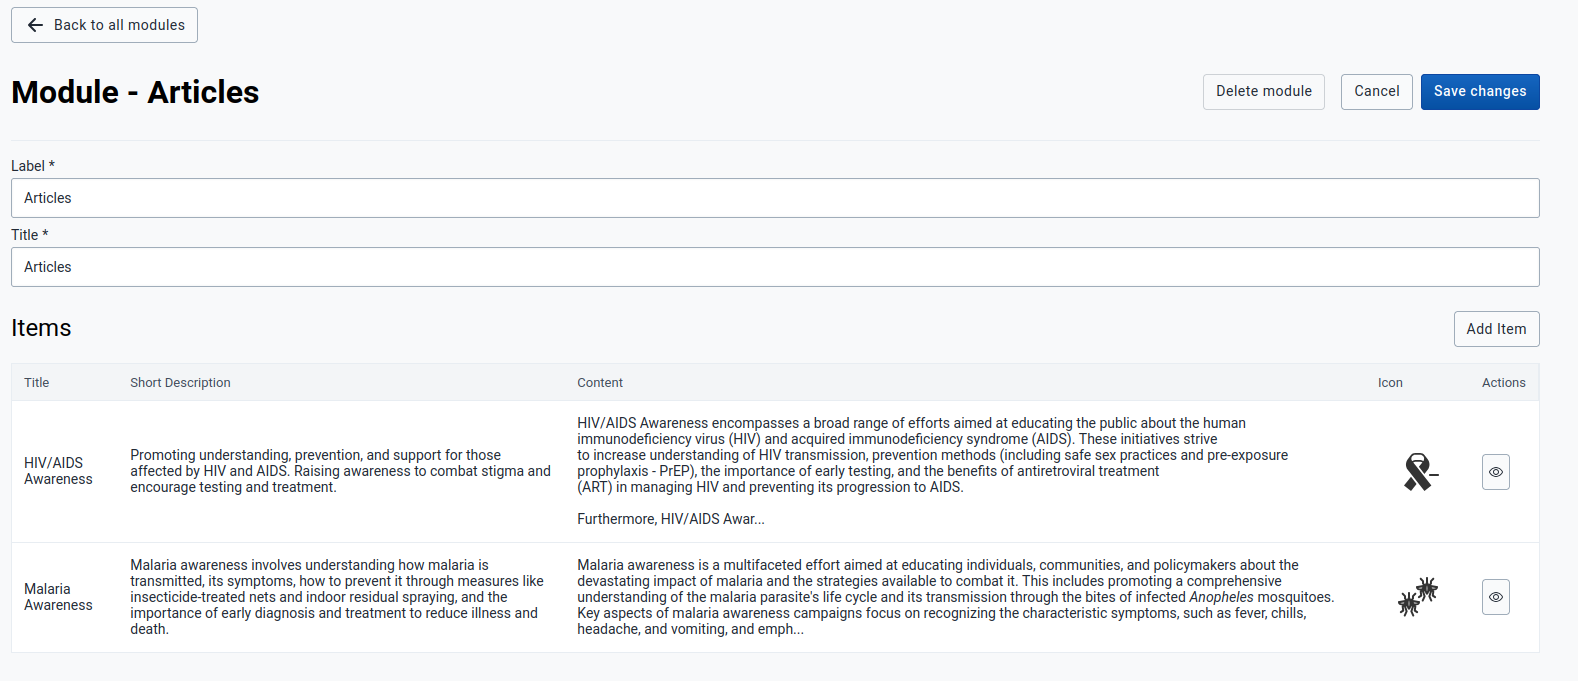 Back to all modules
Module - Articles
Delete module
Cancel
Save changes
Label *
Articles
Title *
Articles
Items
Add Item
Title
Short Description
Content
Icon
Actions
HIV/AIDS
Awareness
Promoting understanding, prevention, and support for those
affected by HIV and AIDS. Raising awareness to combat stigma and
encourage testing and treatment.
HIV/AIDS Awareness encompasses a broad range of efforts aimed at educating the public about the human
immunodeficiency virus (HIV) and acquired immunodeficiency syndrome (AIDS). These initiatives strive
to increase understanding of HIV transmission, prevention methods (including safe sex practices and pre-exposure
prophylaxis - PrEP), the importance of early testing, and the benefits of antiretroviral treatment
(ART) in managing HIV and preventing its progression to AIDS.
Furthermore, HIV/AIDS Awar...
Malaria
Awareness
Malaria awareness involves understanding how malaria is
transmitted, its symptoms, how to prevent it through measures like
insecticide-treated nets and indoor residual spraying, and the
importance of early diagnosis and treatment to reduce illness and
death.
Malaria awareness is a multifaceted effort aimed at educating individuals, communities, and policymakers about the
devastating impact of malaria and the strategies available to combat it. This includes promoting a comprehensive
understanding of the malaria parasite's life cycle and its transmission through the bites of infected Anopheles mosquitoes.
Key aspects of malaria awareness campaigns focus on recognizing the characteristic symptoms, such as fever, chills,
headache, and vomiting, and emph...